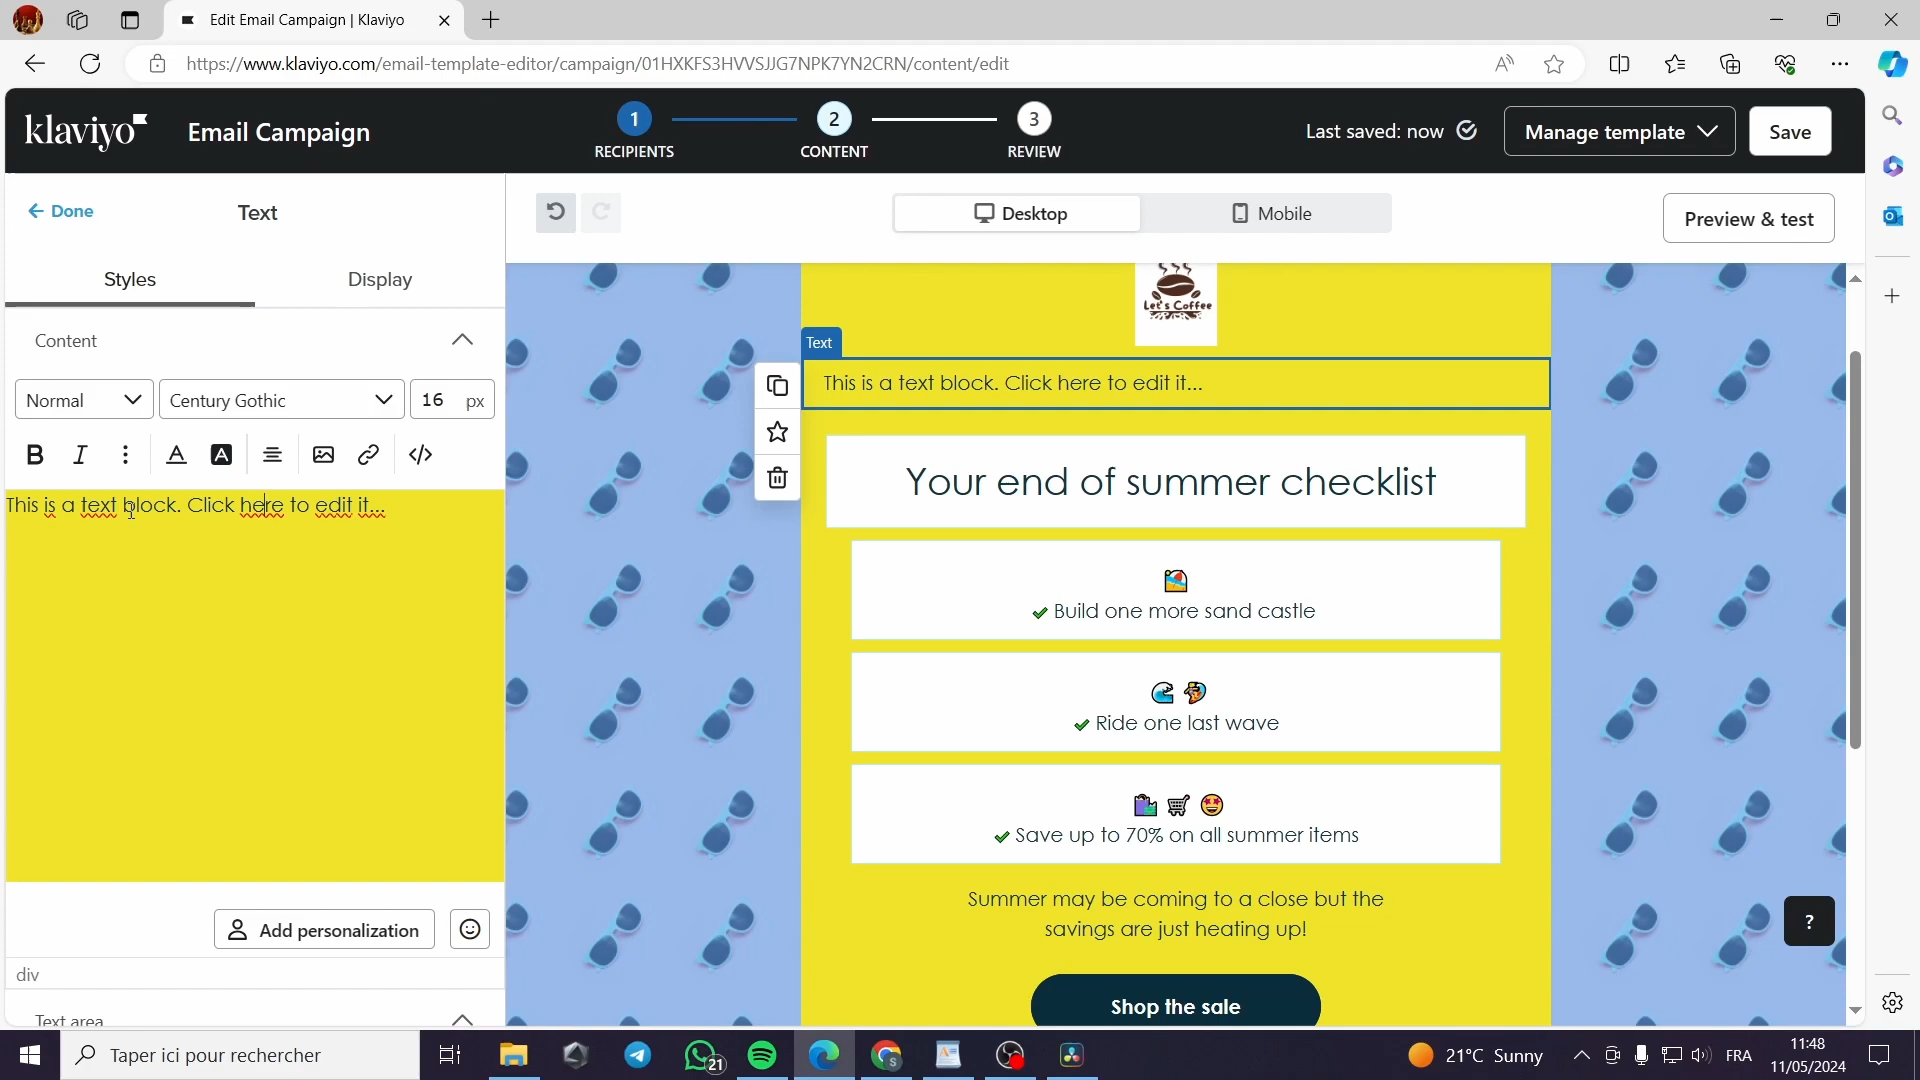 Edit Email Campaign | Klaviyo
https://www.klaviyo.com/email-template-editor/campaign/01HXKFS3HVVSJJG7NPK7YN2CRN/content/edit
klaviyo
Email Campaign
1
RECIPIENTS
2
CONTENT
3
REVIEW
Last saved: now
Manage template
Save
Done
Text
Desktop
Mobile
Preview & test
Styles
Display
Content
Normal
Century Gothic
16 px
This is a text block. Click here to edit it...
Add personalization
div
Text area
Let's Coffee
Text
This is a text block. Click here to edit it...
Your end of summer checklist
Build one more sand castle
Ride one last wave
Save up to 70% on all summer items
Summer may be coming to a close but the
savings are just heating up!
Shop the sale
?
Taper ici pour rechercher
21
21°C Sunny
FRA
11:48
11/05/2024